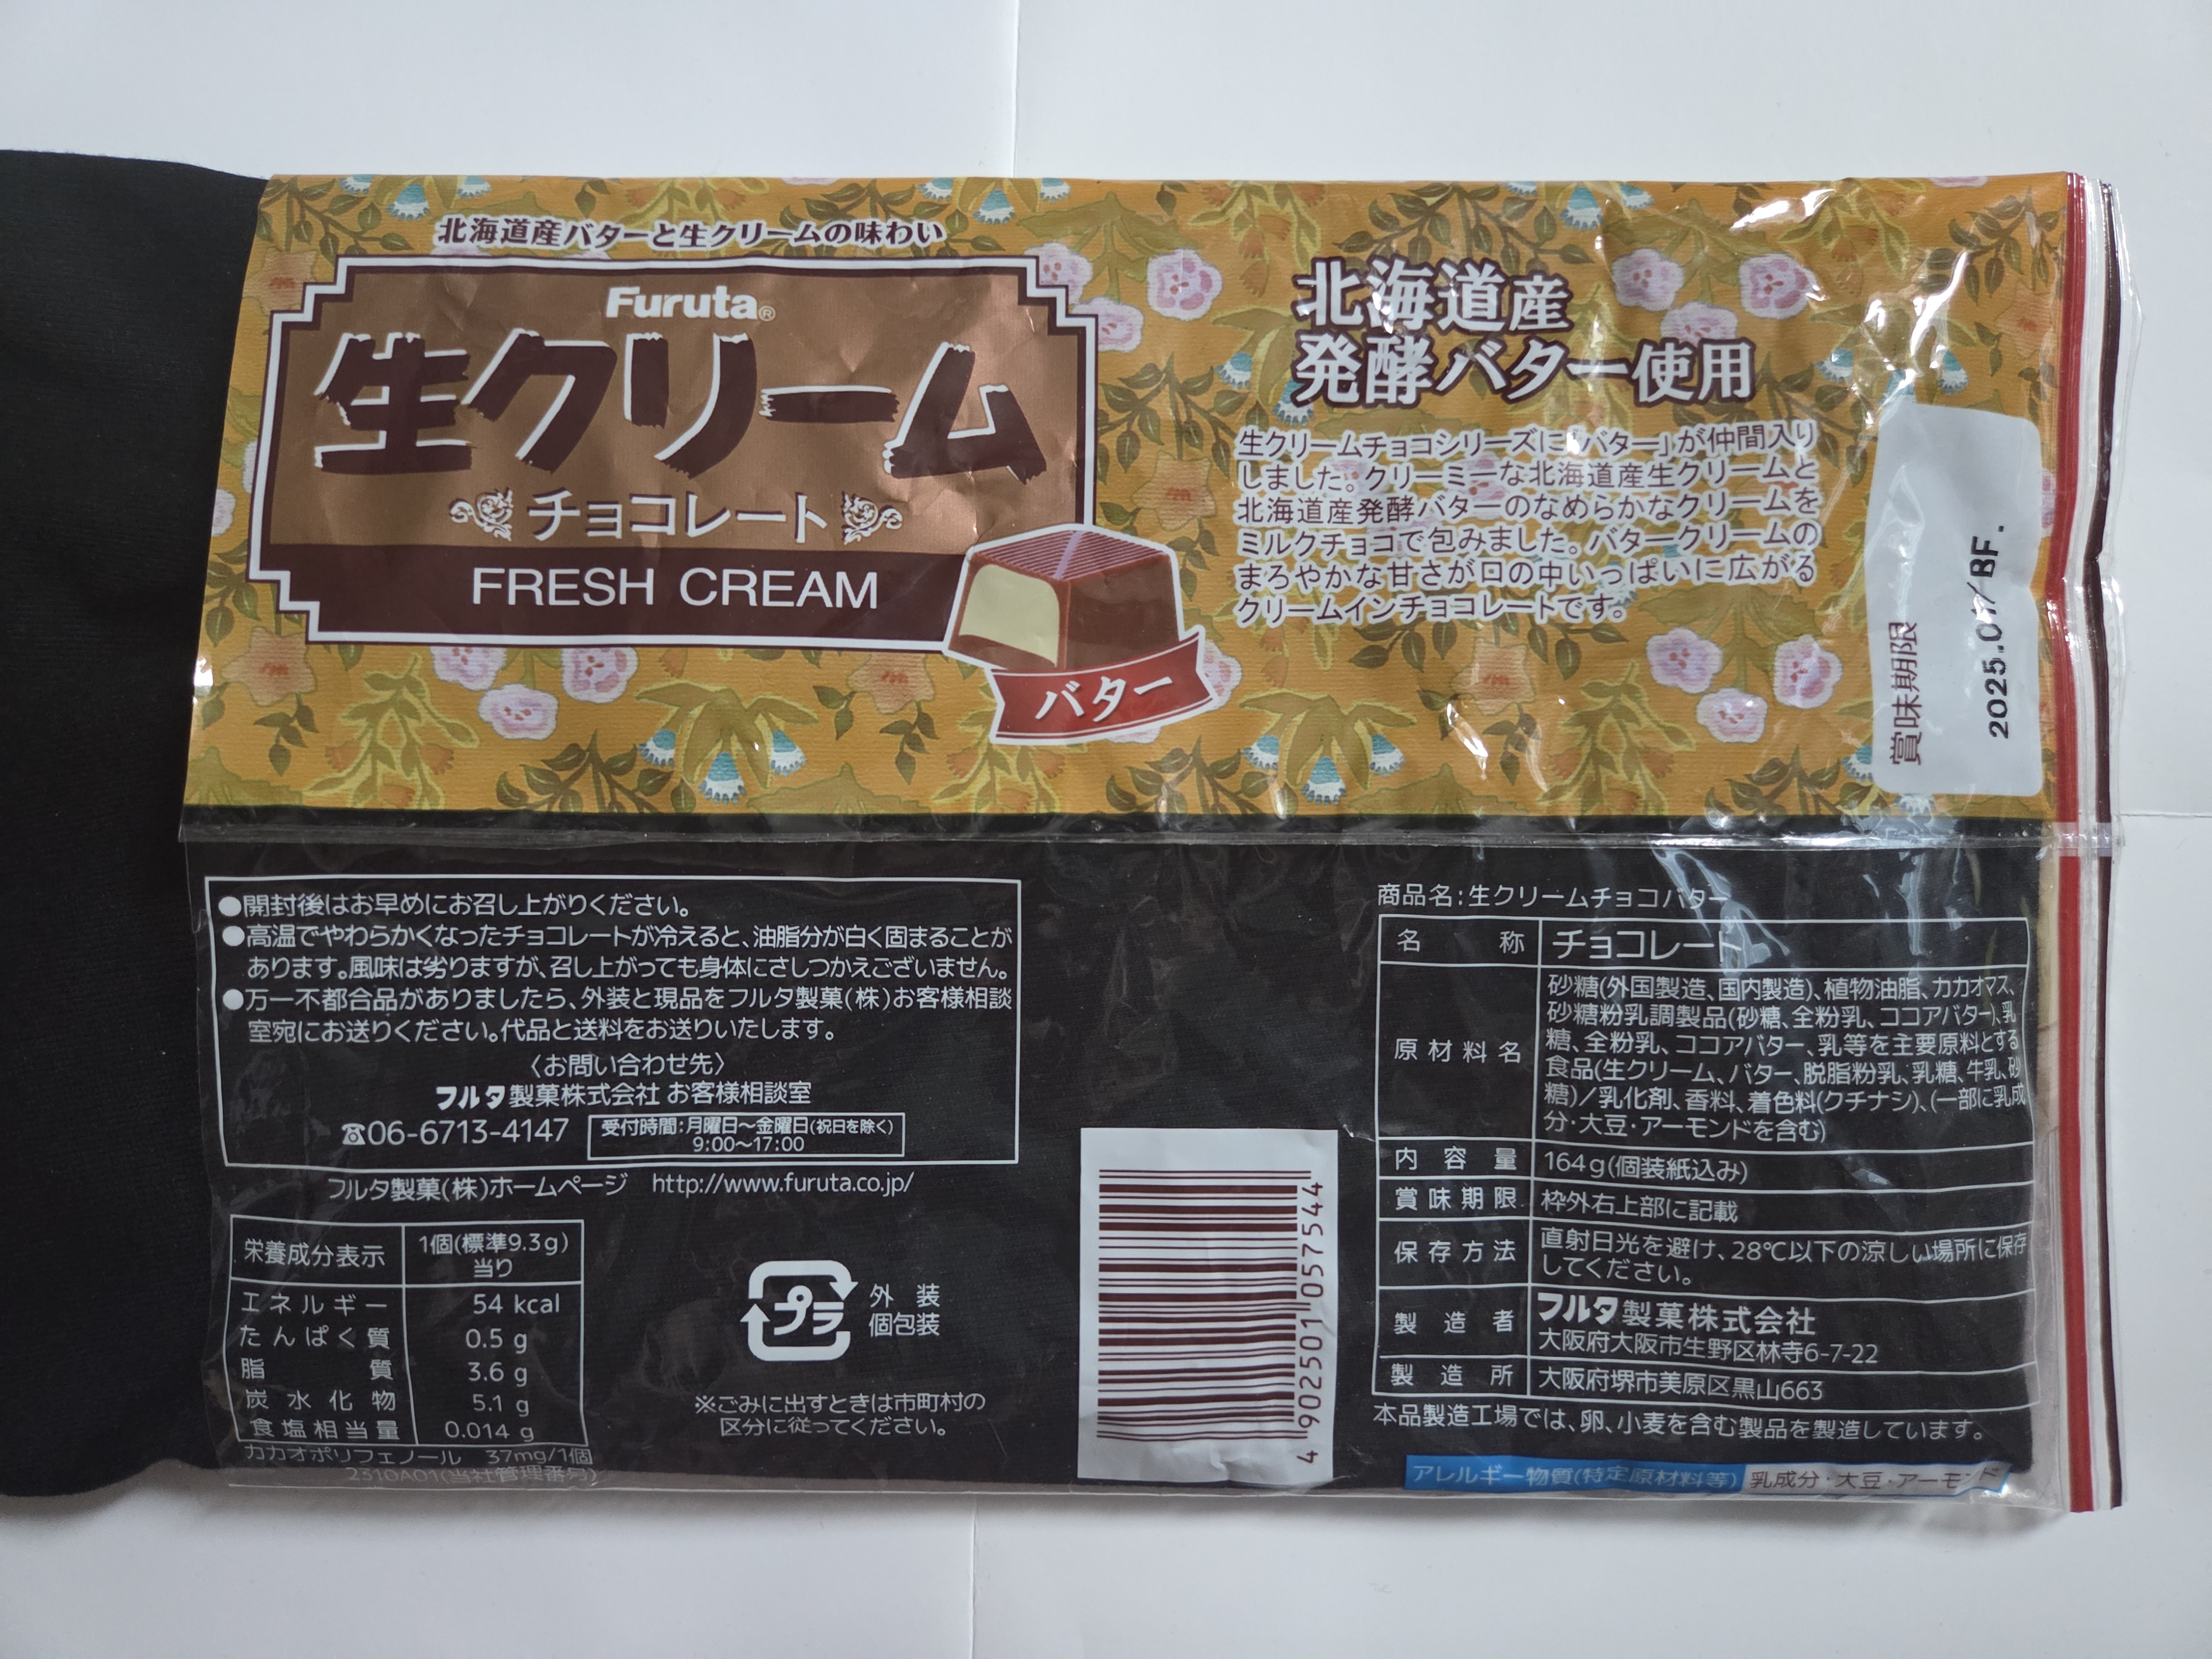 北海道産バターと生クリームの味わい
Furuta®
生クリーム
チョコレート
FRESH CREAM
バター
北海道産
発酵バター使用
生クリームチョコシリーズに「バター」が仲間入り
しました。クリーミーな北海道産生クリームと
北海道産発酵バターのなめらかなクリームを
ミルクチョコで包みました。バタークリームの
まろやかな甘さが口の中いっぱいに広がる
クリームインチョコレートです。
賞味期限
2025.01/BF.
●開封後はお早めにお召し上がりください。
●高温でやわらかくなったチョコレートが冷えると、油脂分が白く固まることが
あります。風味は劣りますが、召し上がっても身体にさしつかえございません。
●万一不都合品がありましたら、外装と現品をフルタ製菓(株)お客様相談
室宛にお送りください。代品と送料をお送りいたします。
〈お問い合わせ先〉
フルタ製菓株式会社 お客様相談室
☎06-6713-4147
受付時間:月曜日〜金曜日(祝日を除く)
9:00〜17:00
フルタ製菓(株)ホームページ http://www.furuta.co.jp/
栄養成分表示 1個(標準9.3g)
当り
エネルギー 54 kcal
たんぱく質 0.5 g
脂質 3.6 g
炭水化物 5.1 g
食塩相当量 0.014 g
カカオポリフェノール 37mg/1個
2310A01(当社管理番号)
プラ
外装
個包装
※ごみに出すときは市町村の
区分に従ってください。
4902501057544
商品名:生クリームチョコバター
名称 チョコレート
原材料名 砂糖(外国製造、国内製造)、植物油脂、カカオマス、
砂糖粉乳調製品(砂糖、全粉乳、ココアバター)、乳
糖、全粉乳、ココアバター、乳等を主要原料とする
食品(生クリーム、バター、脱脂粉乳、乳糖、牛乳、砂
糖)/乳化剤、香料、着色料(クチナシ)、(一部に乳成
分・大豆・アーモンドを含む)
内容量 164g(個装紙込み)
賞味期限 枠外右上部に記載
保存方法 直射日光を避け、28℃以下の涼しい場所に保存
してください。
製造者 フルタ製菓株式会社
大阪府大阪市生野区林寺6-7-22
製造所 大阪府堺市美原区黒山663
本品製造工場では、卵、小麦を含む製品を製造しています。
アレルギー物質(特定原材料等) 乳成分・大豆・アーモンド